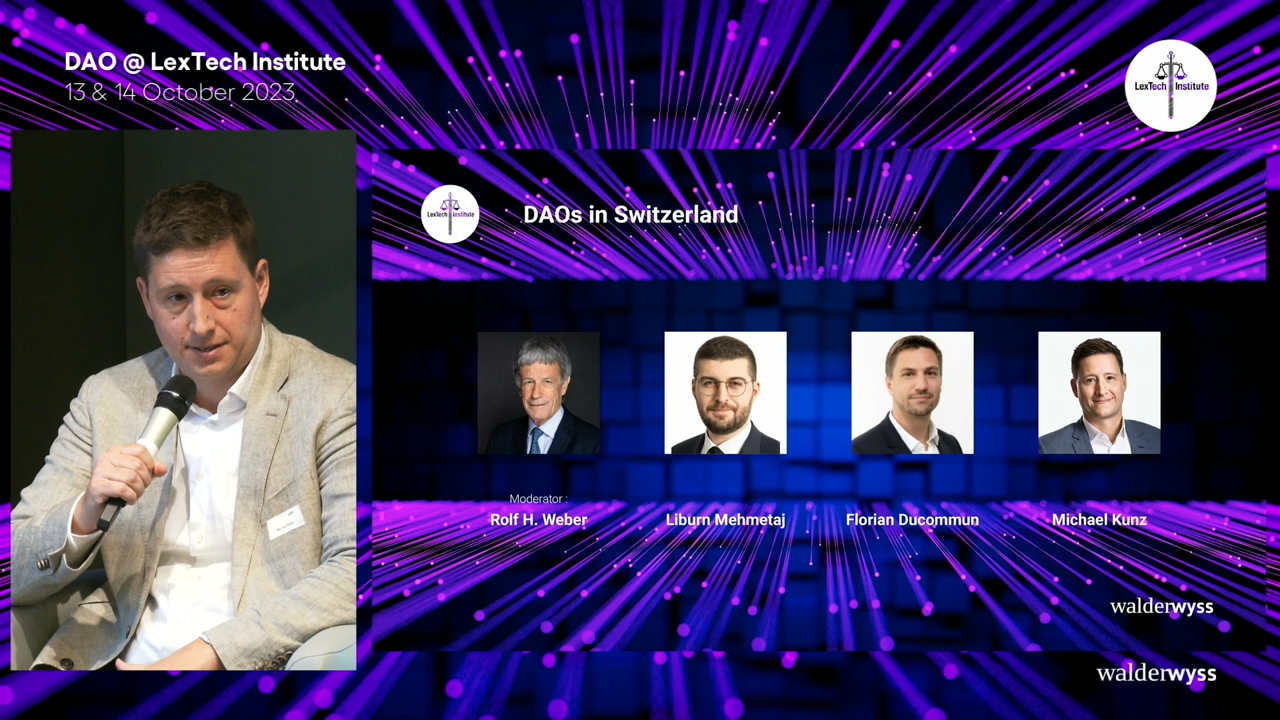 DAO @ LexTech Institute
13 & 14 October 2023
LexTech Institute
LexTech Institute
DAOs in Switzerland
Moderator :
Rolf H. Weber
Liburn Mehmetaj
Florian Ducommun
Michael Kunz
walderwyss
walderwyss